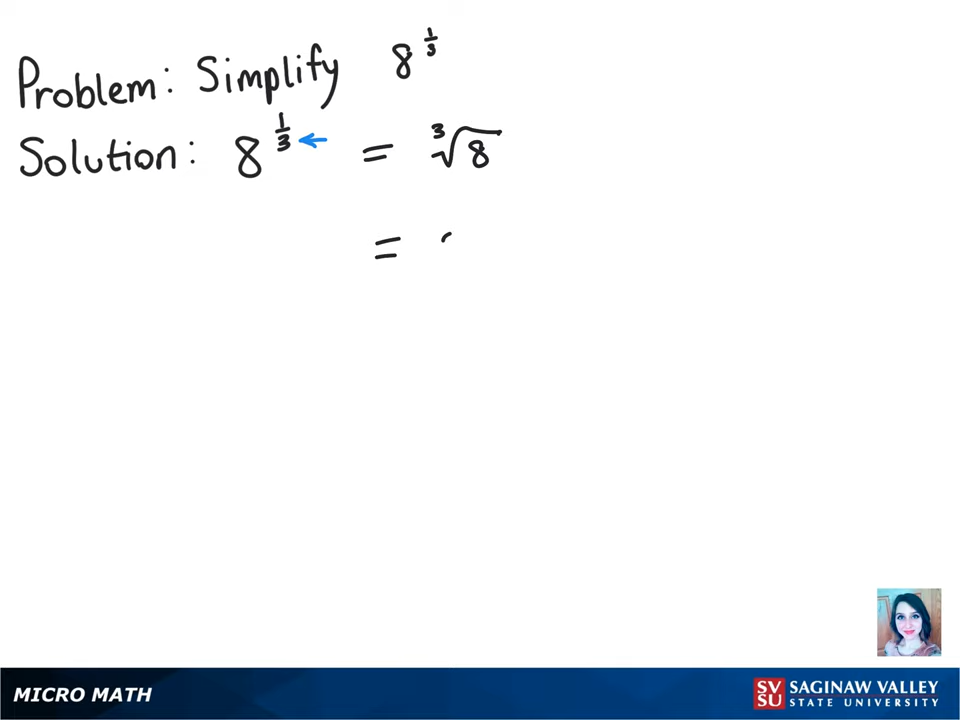 Problem: Simplify 8^(1/3)
Solution: 8^(1/3) ← = ∛8
=
MICRO MATH
SVSU SAGINAW VALLEY STATE UNIVERSITY